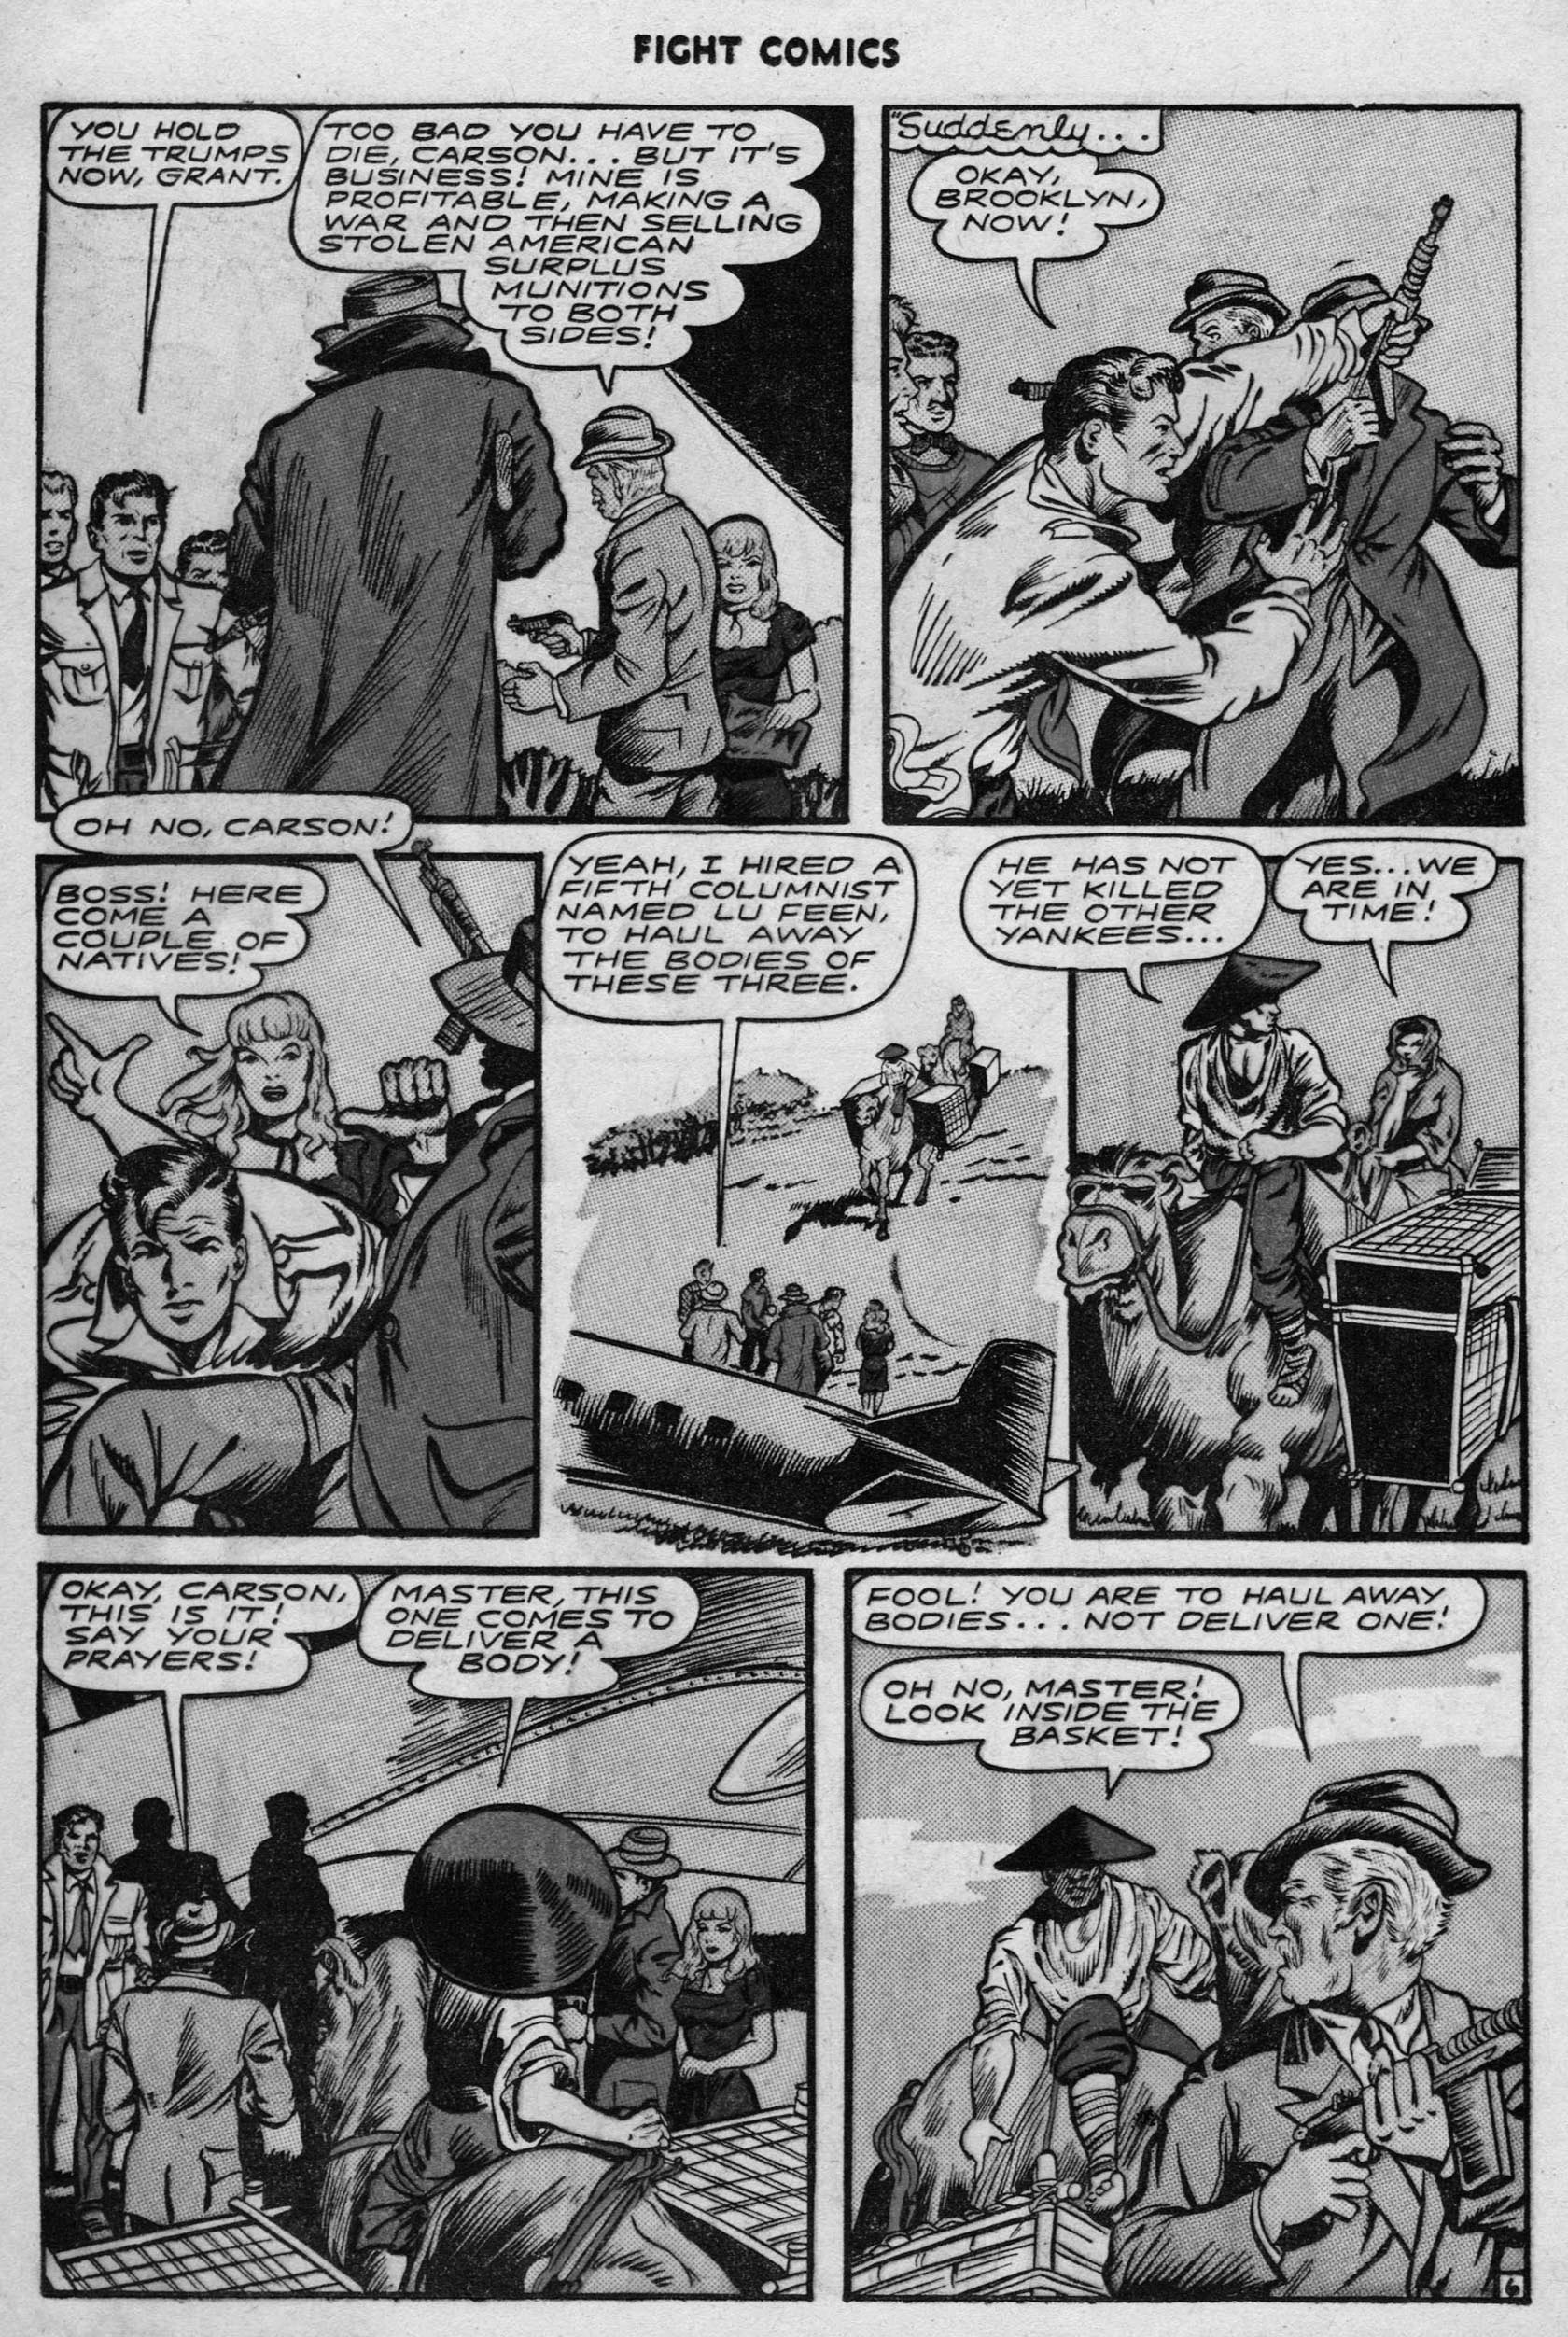 FIGHT COMICS
YOU HOLD
THE TRUMPS
NOW, GRANT.
TOO BAD YOU HAVE TO
DIE, CARSON... BUT IT'S
BUSINESS! MINE IS
PROFITABLE, MAKING A
WAR AND THEN SELLING
STOLEN AMERICAN
SURPLUS
MUNITIONS
TO BOTH
SIDES!
"Suddenly...
OKAY,
BROOKLYN,
NOW!
OH NO, CARSON!
BOSS! HERE
COME A
COUPLE OF
NATIVES!
YEAH, I HIRED A
FIFTH COLUMNIST
NAMED LU FEEN,
TO HAUL AWAY
THE BODIES OF
THESE THREE.
HE HAS NOT
YET KILLED
THE OTHER
YANKEES...
YES...WE
ARE IN
TIME!
OKAY, CARSON,
THIS IS IT!
SAY YOUR
PRAYERS!
MASTER, THIS
ONE COMES TO
DELIVER A
BODY!
FOOL! YOU ARE TO HAUL AWAY
BODIES... NOT DELIVER ONE!
OH NO, MASTER!
LOOK INSIDE THE
BASKET!
6